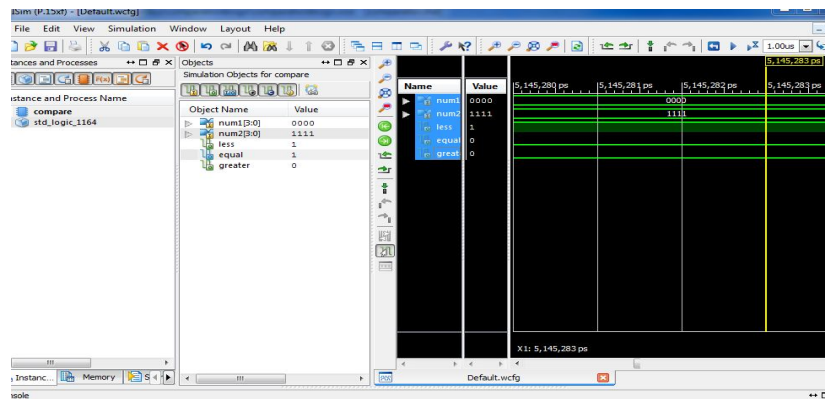 ISim (P.15xf) - [Default.wcfg]
File Edit View Simulation Window Layout Help
1.00us
Instances and Processes
Objects
Simulation Objects for compare
Instance and Process Name
compare
std_logic_1164
Object Name Value
num1[3:0] 0000
num2[3:0] 1111
less 1
equal 1
greater 0
Name Value
num1 0000
num2 1111
less 1
equal 0
great 0
5,145,283 ps
5,145,280 ps 5,145,281 ps 5,145,282 ps 5,145,283 ps
0000
1111
X1: 5,145,283 ps
Instanc... Memory S
Default.wcfg
nsole